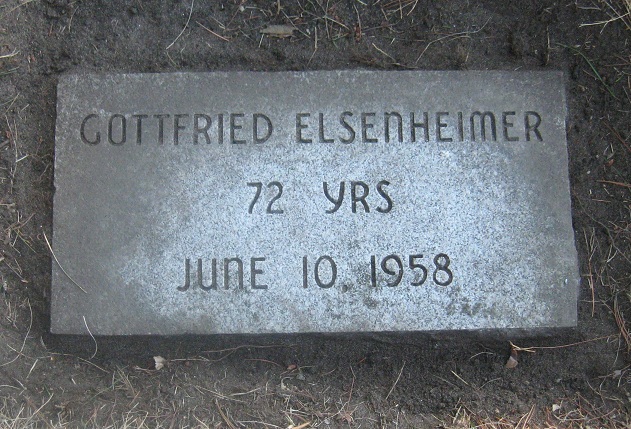 GOTTFRIED ELSENHEIMER
72 YRS
JUNE 10, 1958